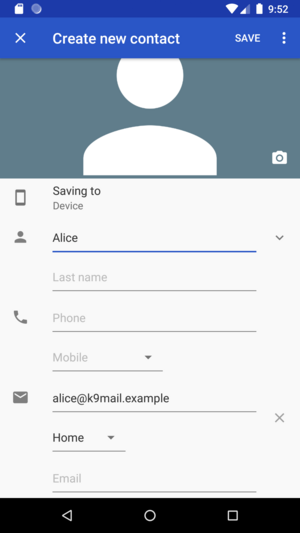 9:52
Create new contact SAVE
Saving to
Device
Alice
Last name
Phone
Mobile
alice@k9mail.example
Home
Email